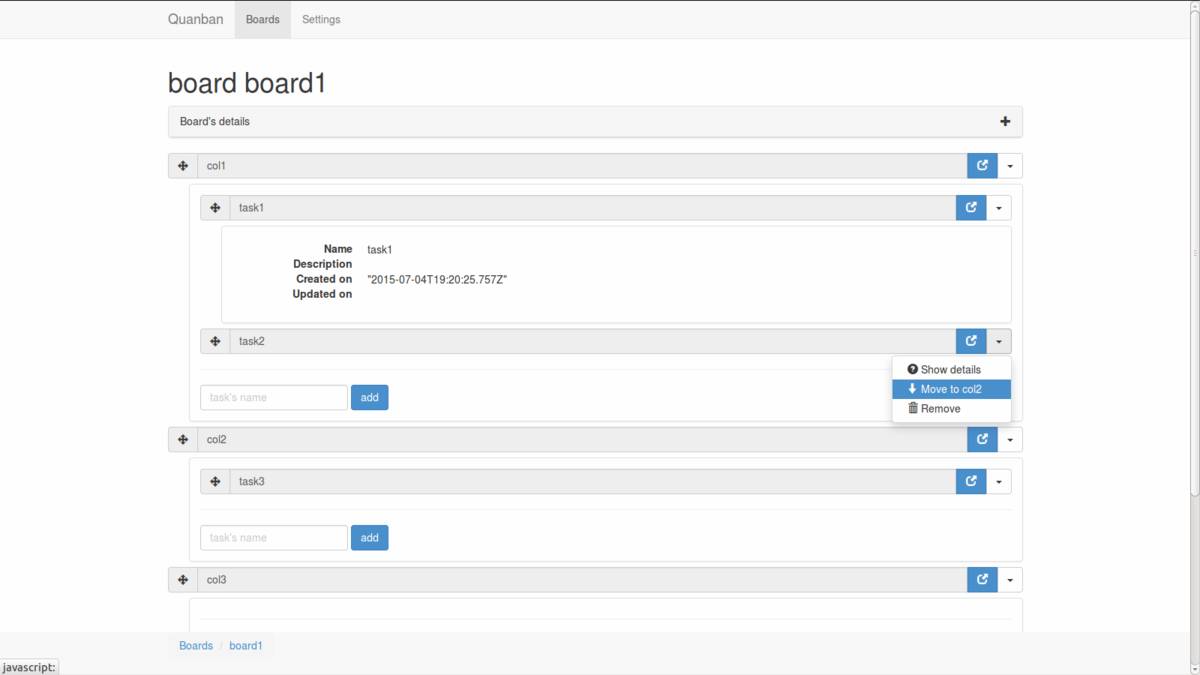 Quanban Boards Settings
board board1
Board's details
col1
task1
Name task1
Description
Created on "2015-07-04T19:20:25.757Z"
Updated on
task2
Show details
Move to col2
Remove
task's name add
col2
task3
task's name add
col3
Boards / board1
javascript: